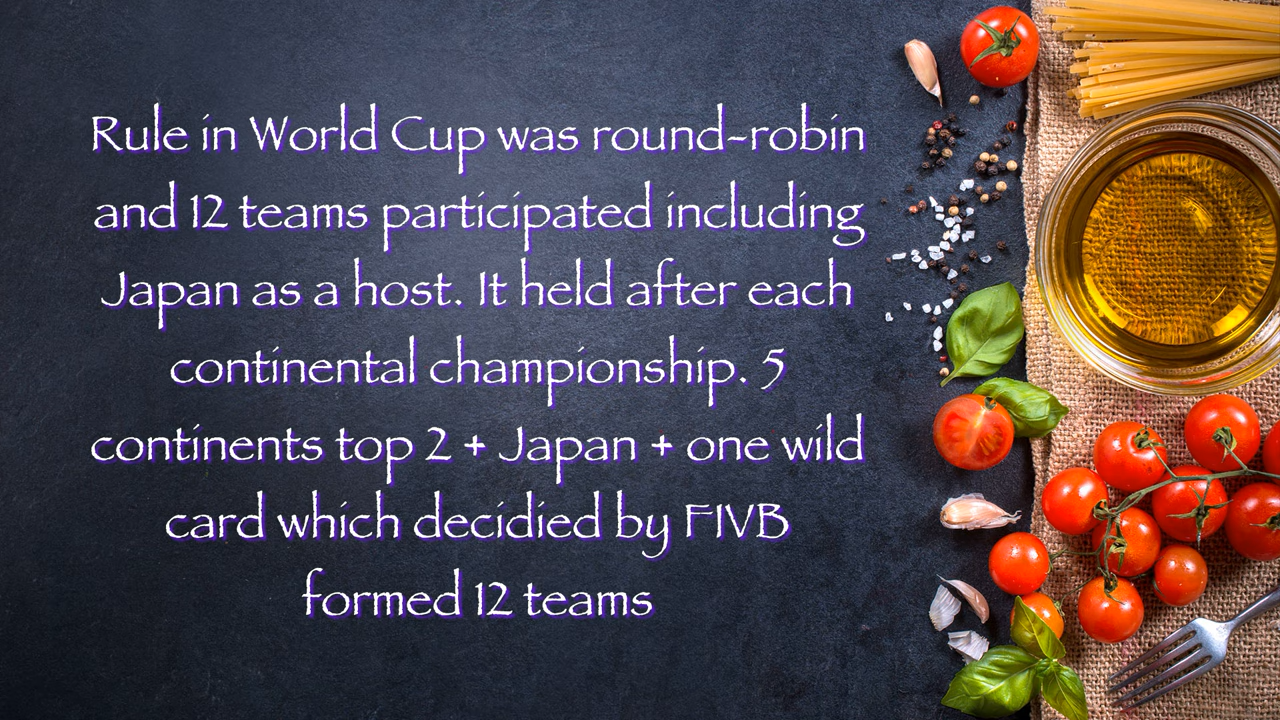 Rule in World Cup was round-robin
and 12 teams participated including
Japan as a host. It held after each
continental championship. 5
continents top 2 + Japan + one wild
card which decidied by FIVB
formed 12 teams